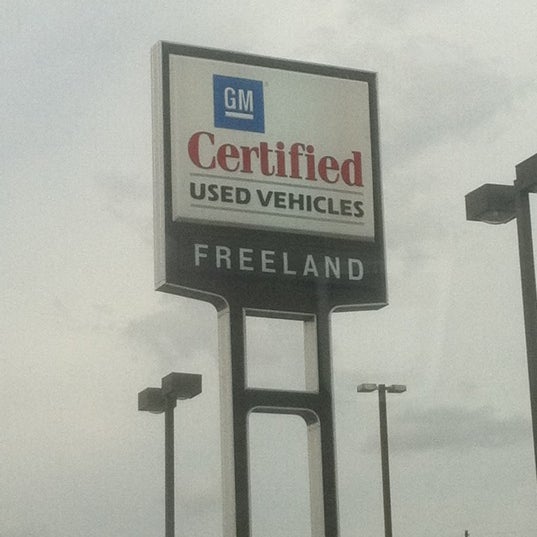 GM
Certified
USED VEHICLES
FREELAND